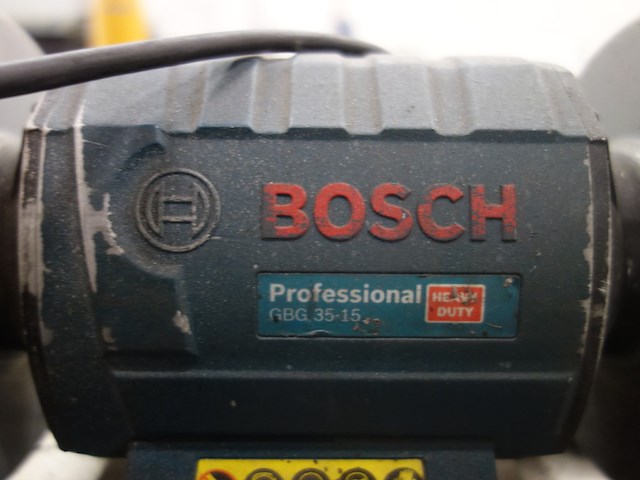 BOSCH
Professional
HEAVY
DUTY
GBG 35-15